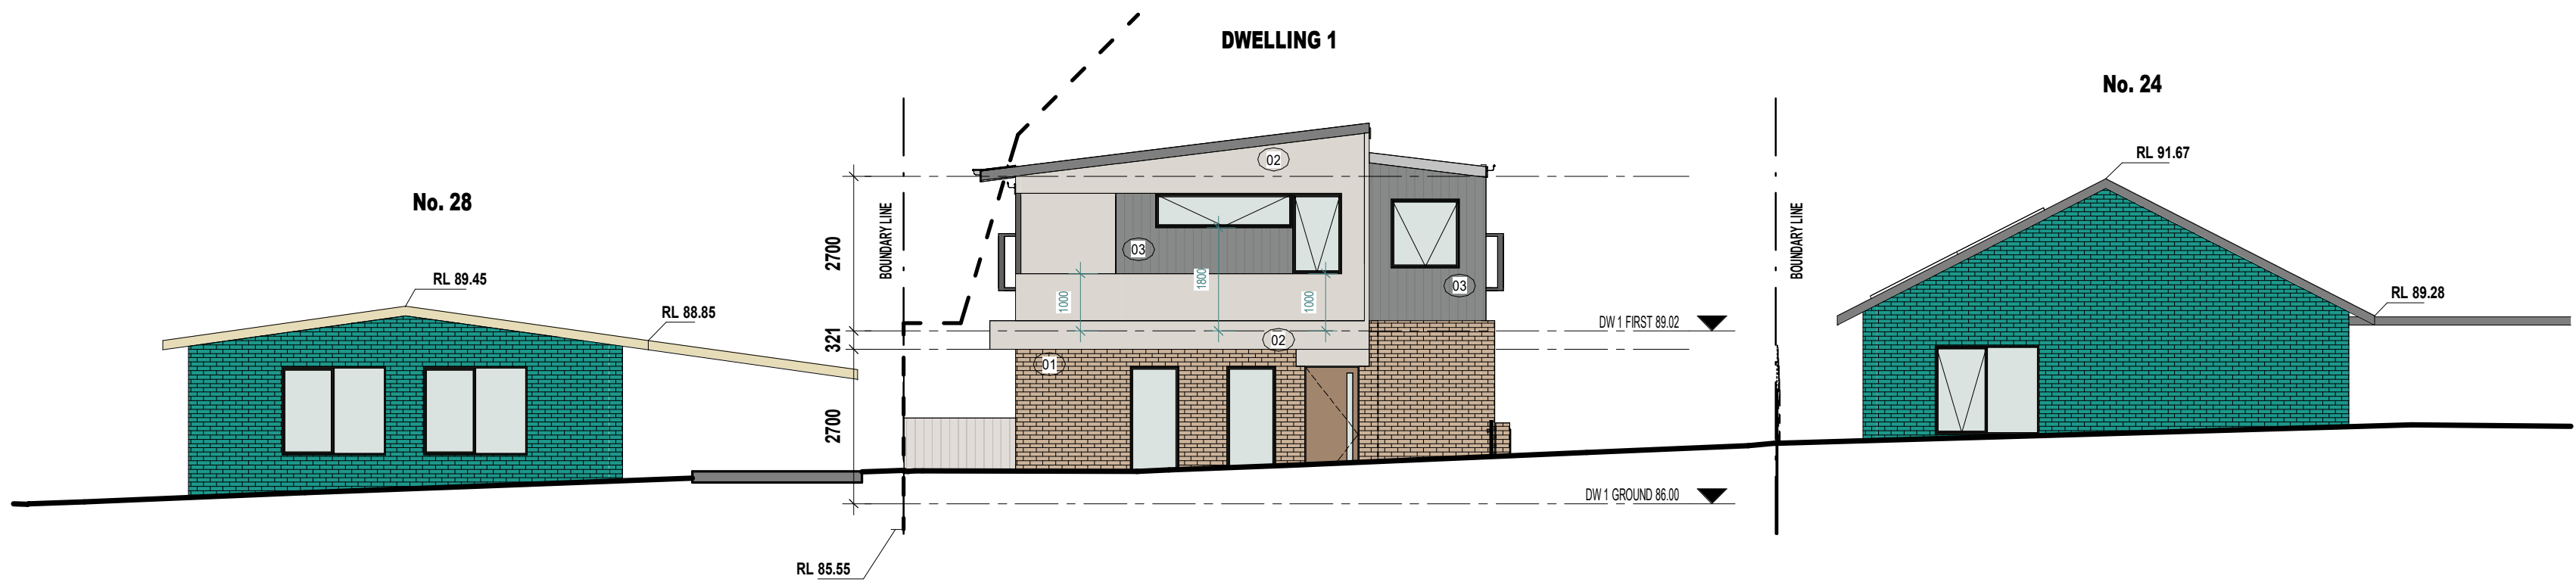 DWELLING 1
No. 24
RL 91.67
02
No. 28
BOUNDARY LINE
BOUNDARY LINE
2700
03
RL 89.45
1000
1800
1000
03
RL 89.28
RL 88.85
321
DW 1 FIRST 89.02
02
01
2700
DW 1 GROUND 86.00
RL 85.55